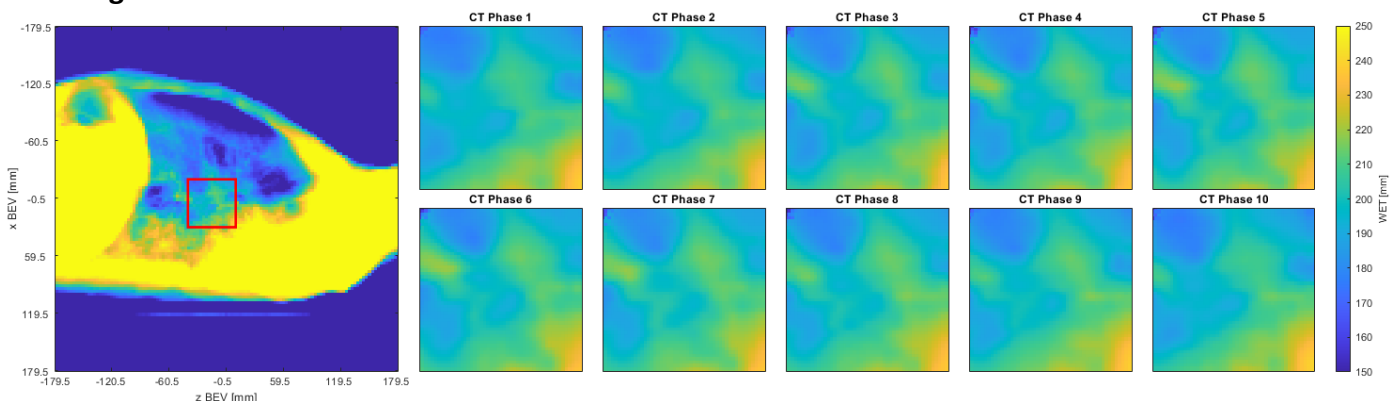 CT Phase 1
CT Phase 2
CT Phase 3
CT Phase 4
CT Phase 5
CT Phase 6
CT Phase 7
CT Phase 8
CT Phase 9
CT Phase 10
-179.5
-120.5
-60.5
-0.5
59.5
119.5
179.5
x BEV [mm]
-179.5 -120.5 -60.5 -0.5 59.5 119.5 179.5
z BEV [mm]
250
240
230
220
210
200
190
180
170
160
150
WET [mm]